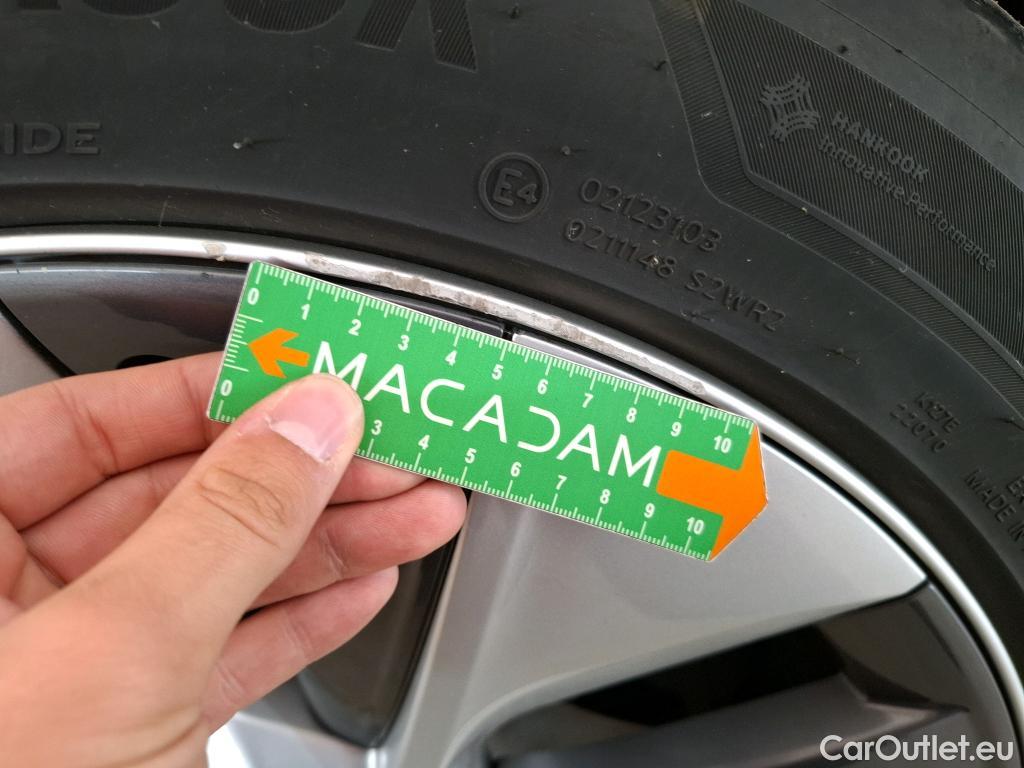 IDE
E4
02123103
0211148 S2WR2
HANKOOK
Innovative Performance
0 1 2 3 4 5 6 7 8 9 10
MACADAM
0 3 4 5 6 7 8 9 10
MADE IN
CarOutlet.eu